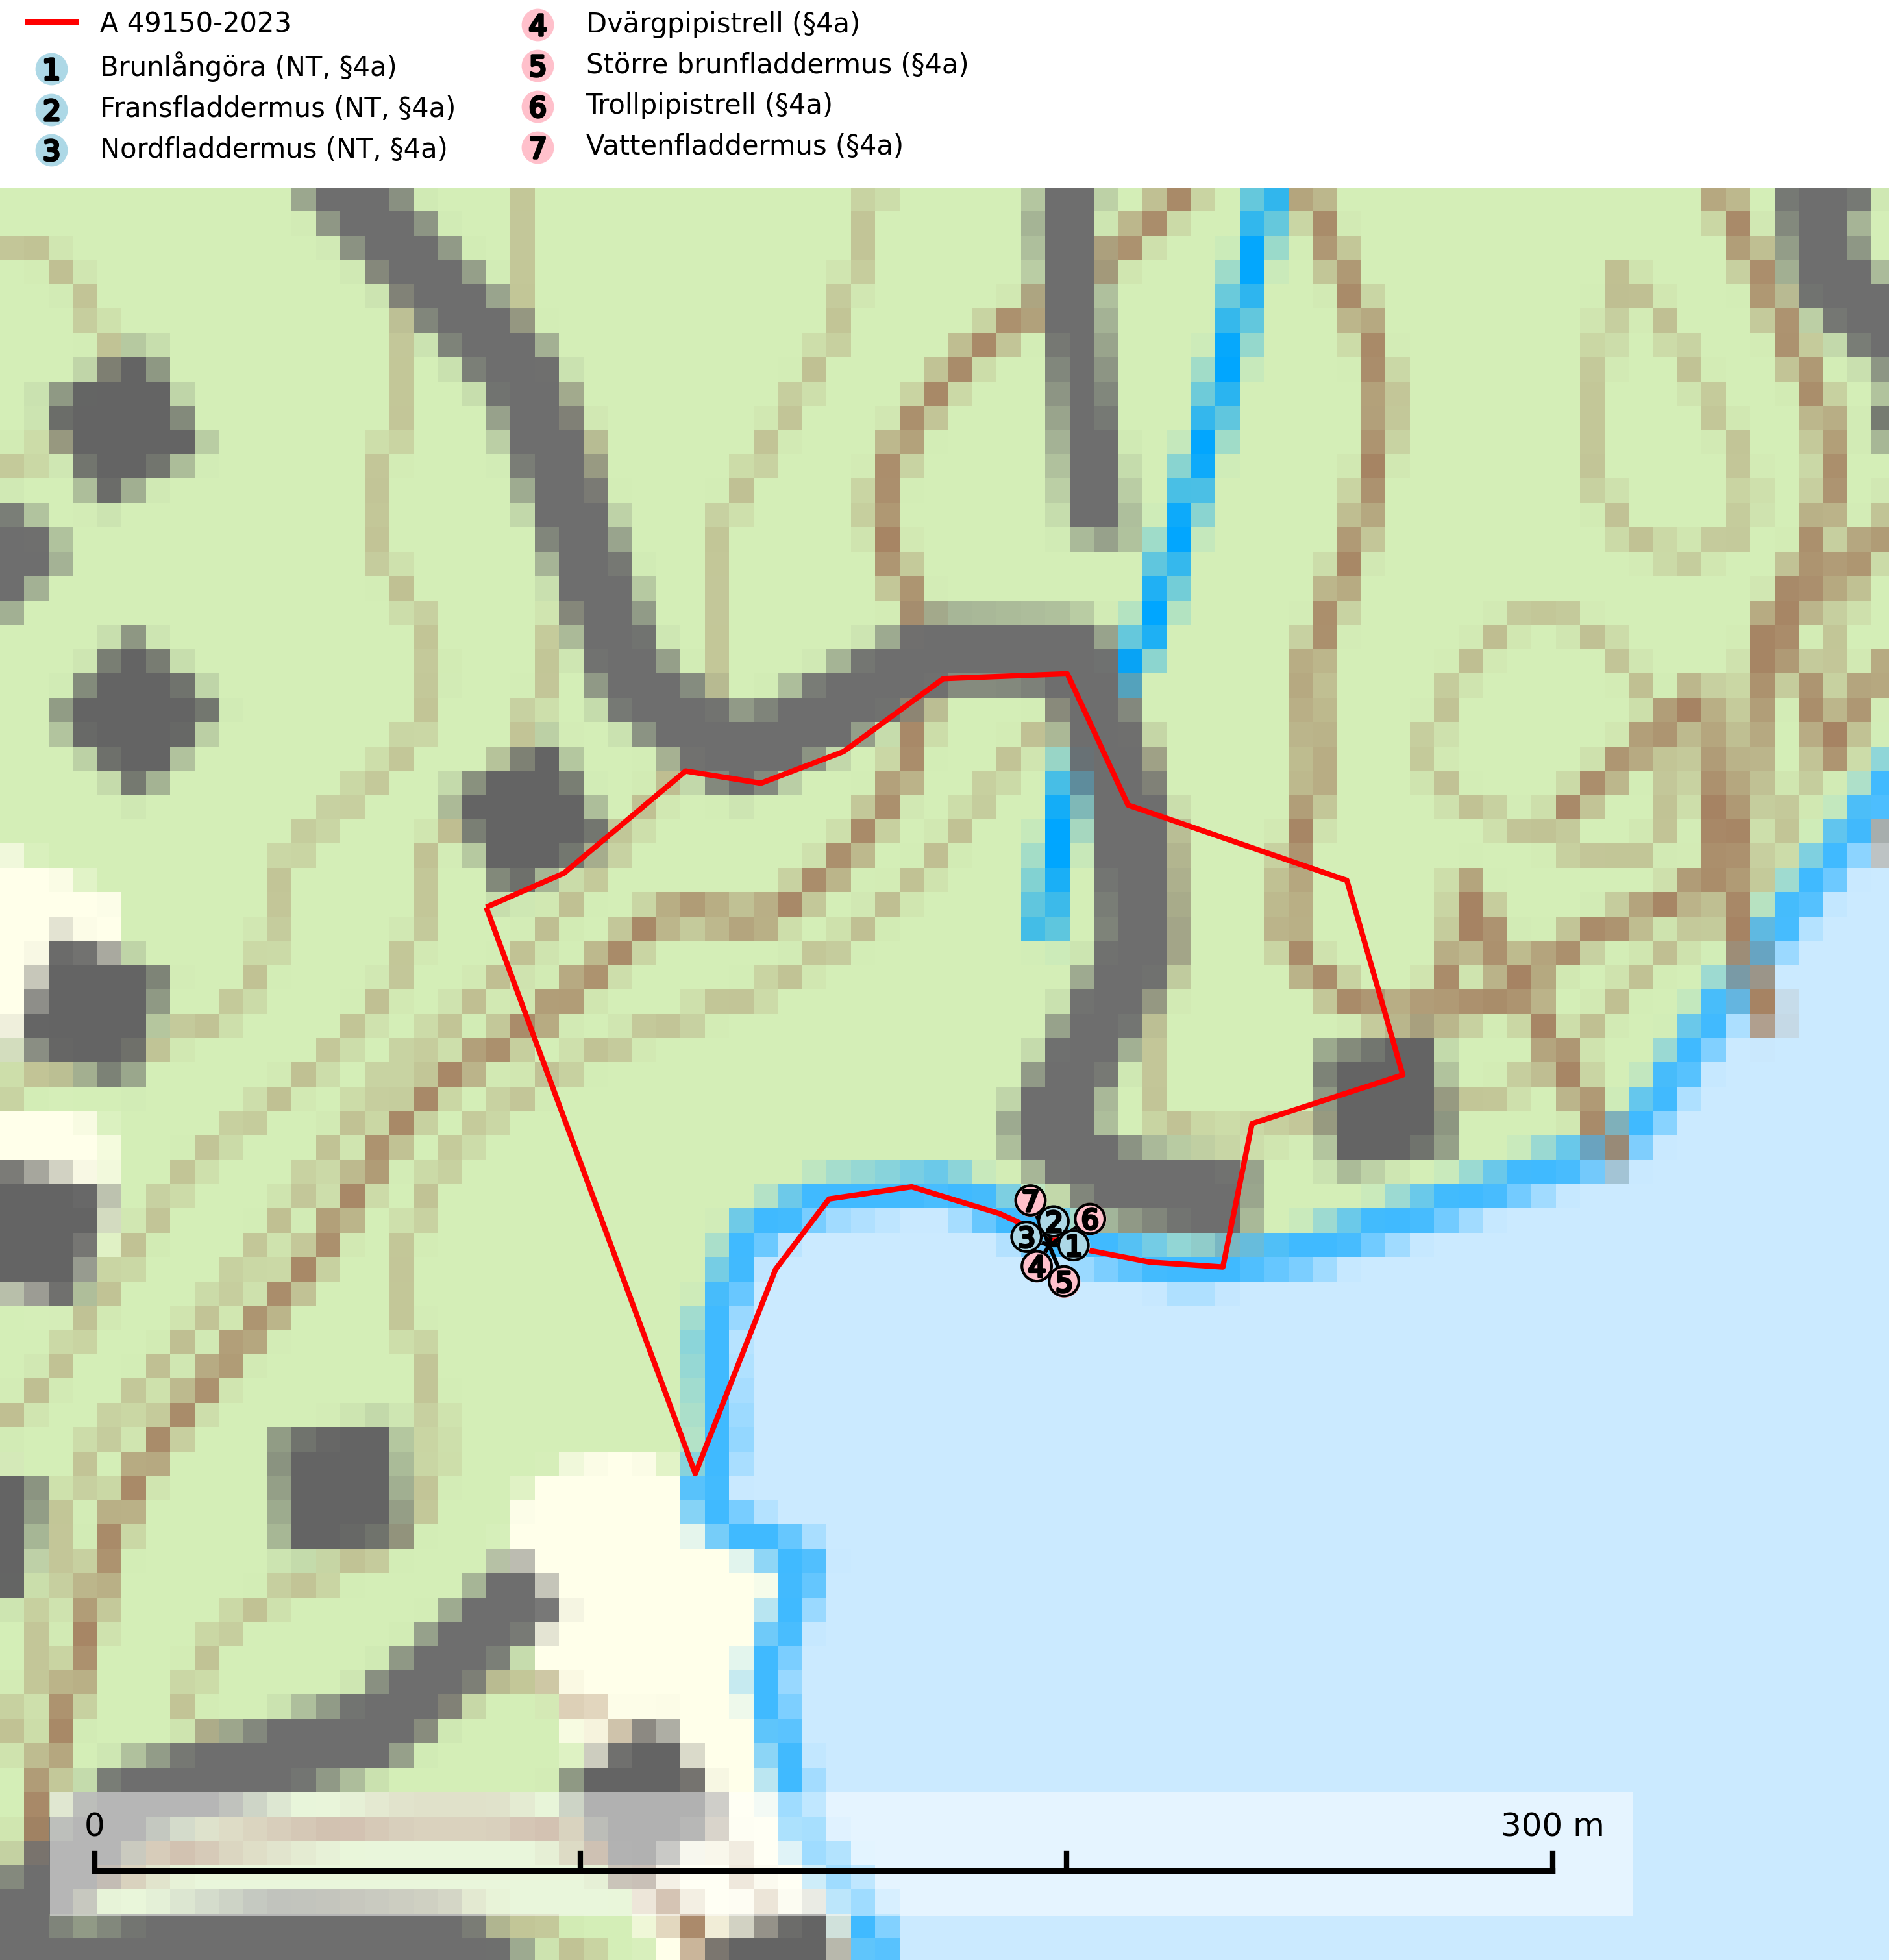 A 49150-2023
1 Brunlångöra (NT, §4a)
2 Fransfladdermus (NT, §4a)
3 Nordfladdermus (NT, §4a)
4 Dvärgpipistrell (§4a)
5 Större brunfladdermus (§4a)
6 Trollpipistrell (§4a)
7 Vattenfladdermus (§4a)
7
2 6
3 1
4
5
0 300 m